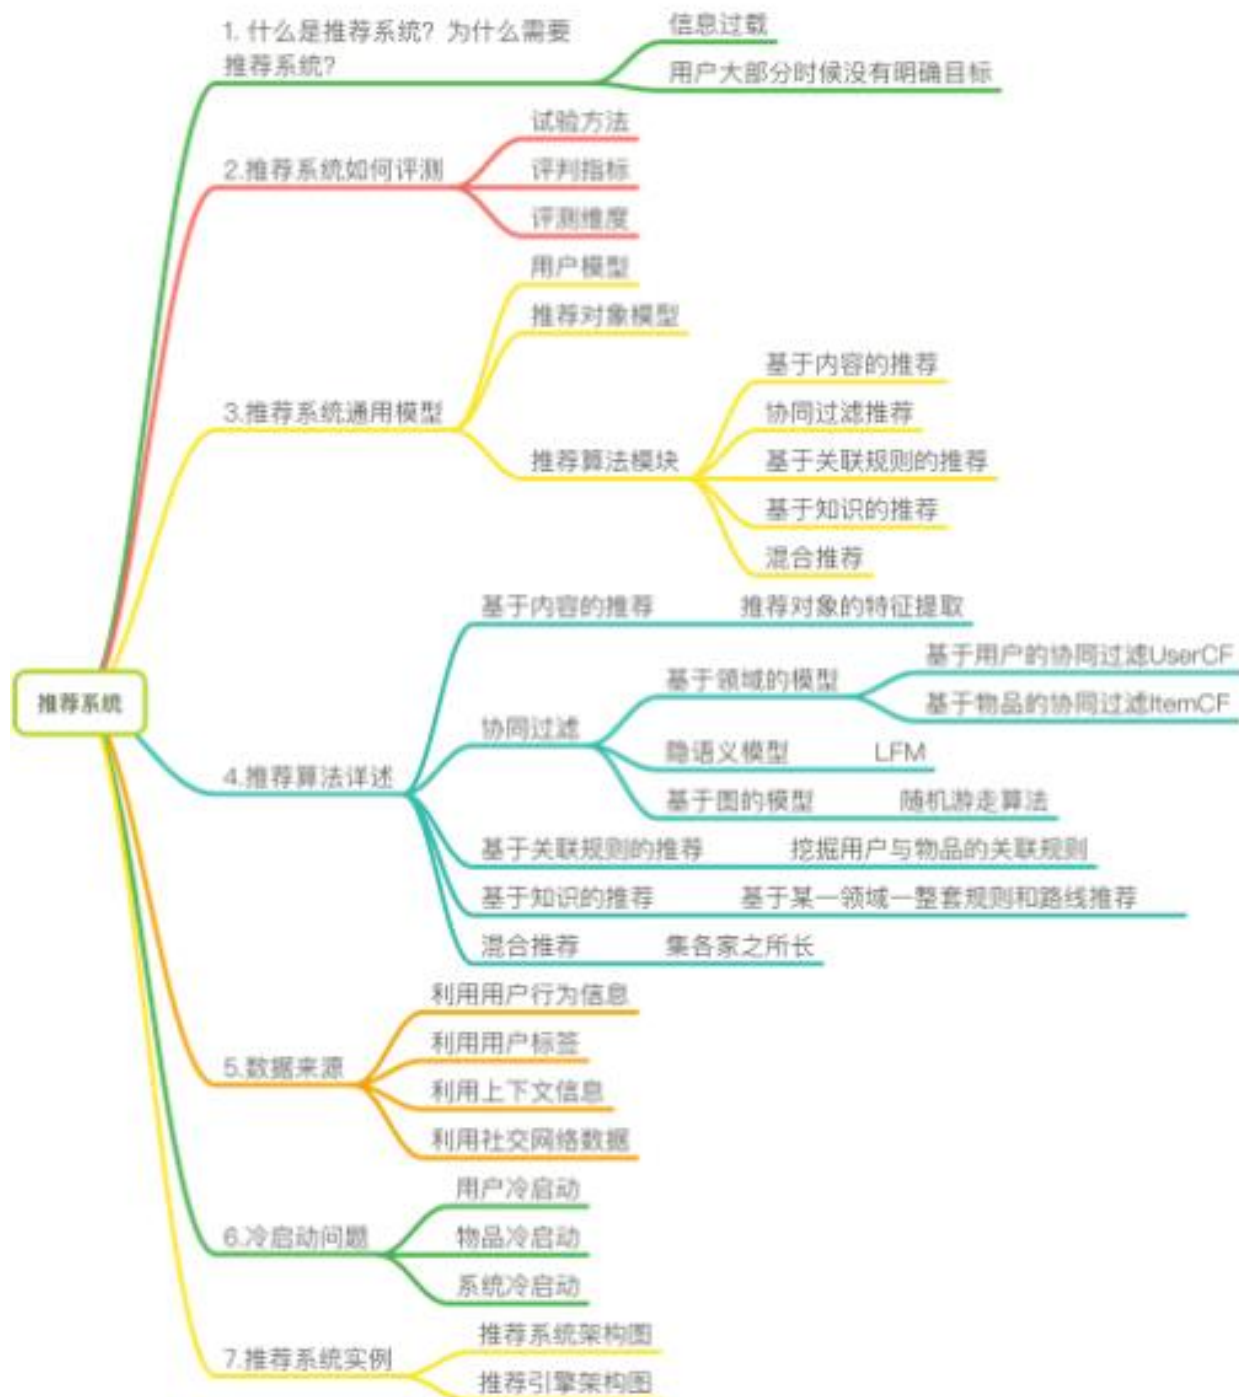 1. 什么是推荐系统？为什么需要
推荐系统?
信息过载
用户大部分时候没有明确目标
2.推荐系统如何评测
试验方法
评判指标
评测维度
3.推荐系统通用模型
用户模型
推荐对象模型
推荐算法模块
基于内容的推荐
协同过滤推荐
基于关联规则的推荐
基于知识的推荐
混合推荐
推荐系统
4.推荐算法详述
基于内容的推荐
推荐对象的特征提取
协同过滤
基于领域的模型
基于用户的协同过滤UserCF
基于物品的协同过滤ItemCF
隐语义模型
LFM
基于图的模型
随机游走算法
基于关联规则的推荐
挖掘用户与物品的关联规则
基于知识的推荐
基于某一领域一整套规则和路线推荐
混合推荐
集各家之所长
5.数据来源
利用用户行为信息
利用用户标签
利用上下文信息
利用社交网络数据
6.冷启动问题
用户冷启动
物品冷启动
系统冷启动
7.推荐系统实例
推荐系统架构图
推荐引擎架构图